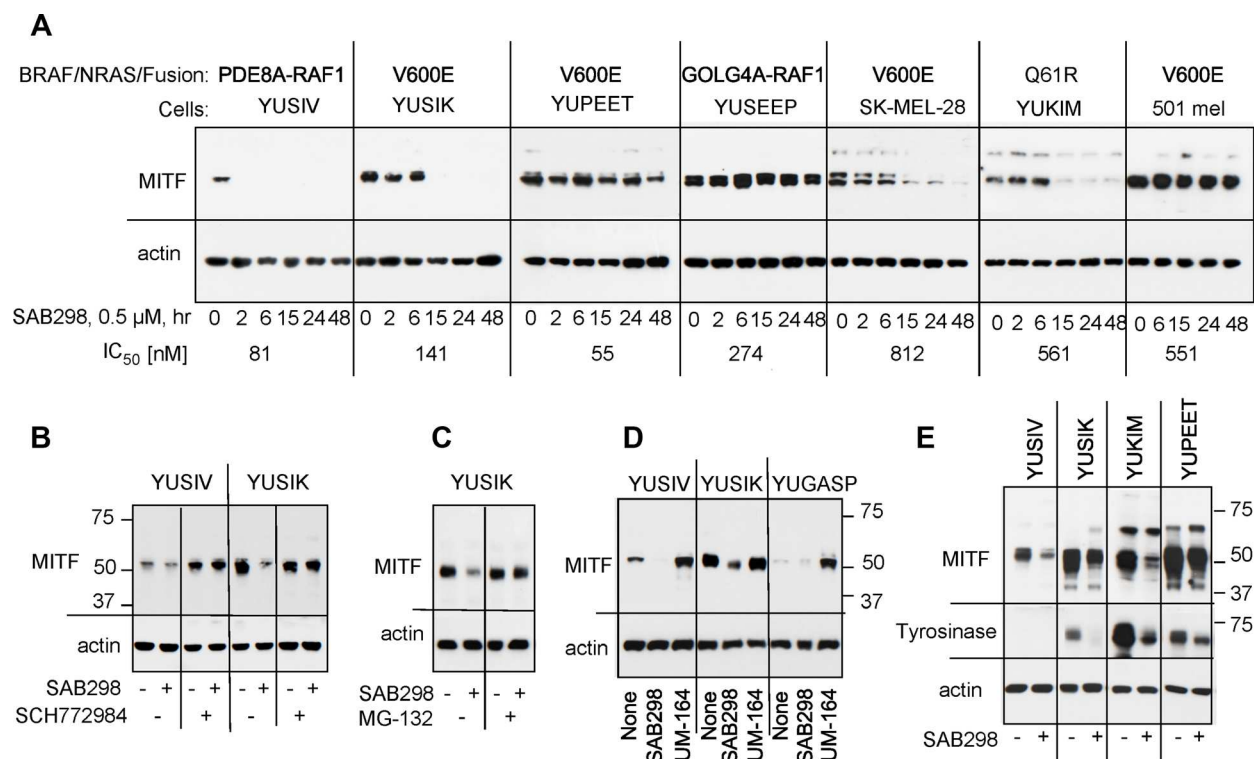 A
BRAF/NRAS/Fusion: PDE8A-RAF1 V600E V600E GOLG4A-RAF1 V600E Q61R V600E
Cells: YUSIV YUSIK YUPEET YUSEEP SK-MEL-28 YUKIM 501 mel
MITF
actin
SAB298, 0.5 µM, hr 0 2 6 15 24 48 0 2 6 15 24 48 0 2 6 15 24 48 0 2 6 15 24 48 0 2 6 15 24 48 0 2 6 15 24 48 0 6 15 24 48
IC50 [nM] 81 141 55 274 812 561 551
B
YUSIV YUSIK
75
MITF 50
37
actin
SAB298 - + - + - + - +
SCH772984 - + - +
C
YUSIK
MITF
actin
SAB298 - + - +
MG-132 - +
D
YUSIV YUSIK YUGASP
75
MITF 50
37
actin
None SAB298 UM-164 None SAB298 UM-164 None SAB298 UM-164
E
YUSIV YUSIK YUKIM YUPEET
75
MITF 50
37
Tyrosinase 75
actin
SAB298 - + - + - + - +